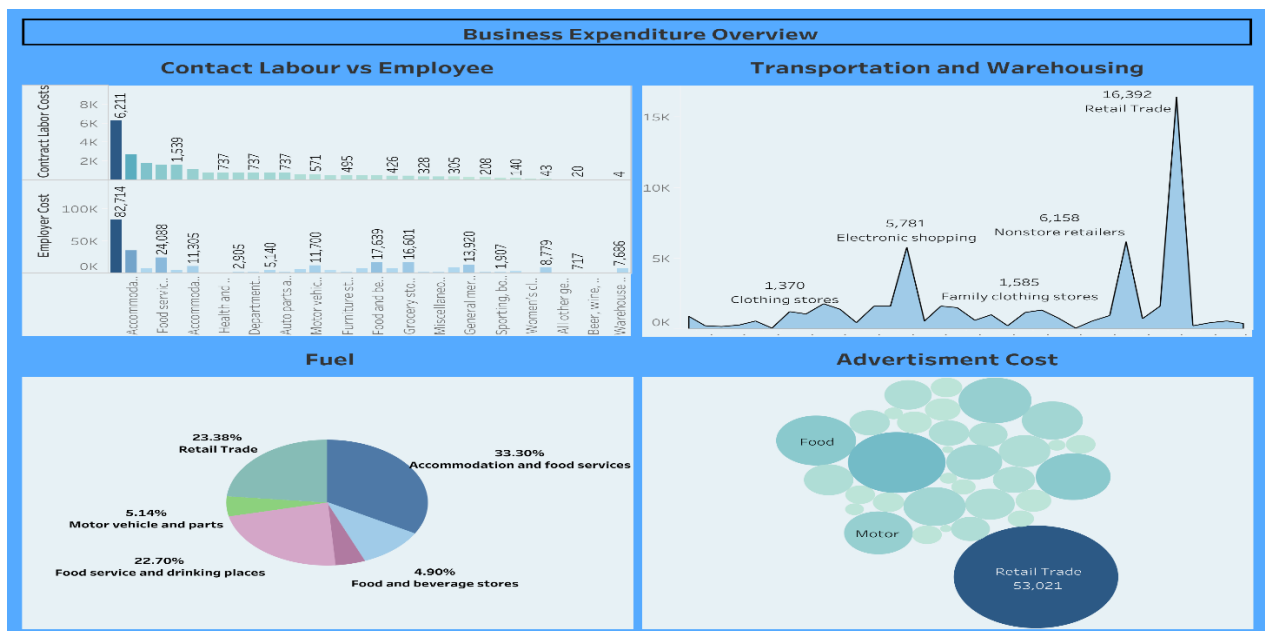 Business Expenditure Overview
Contact Labour vs Employee
Contract Labor Costs
8K
6K
4K
2K
6,211
1,539
737
737
737
571
495
426
328
305
208
140
43
20
4
Employer Cost
100K
50K
0K
82,714
24,088
11,305
2,905
5,140
11,700
17,639
16,601
13,920
1,907
8,779
717
7,686
Accommoda..
Food servic..
Accommoda..
Health and ..
Department..
Auto parts a..
Motor vehic..
Furniture st..
Food and be..
Grocery sto..
Miscellaneo..
General mer..
Sporting, bo..
Women's cl..
All other ge..
Beer, wine, ..
Warehouse ..
Transportation and Warehousing
15K
10K
5K
0K
16,392
Retail Trade
5,781
Electronic shopping
6,158
Nonstore retailers
1,370
Clothing stores
1,585
Family clothing stores
Fuel
23.38%
Retail Trade
33.30%
Accommodation and food services
5.14%
Motor vehicle and parts
22.70%
Food service and drinking places
4.90%
Food and beverage stores
Advertisment Cost
Food
Motor
Retail Trade
53,021